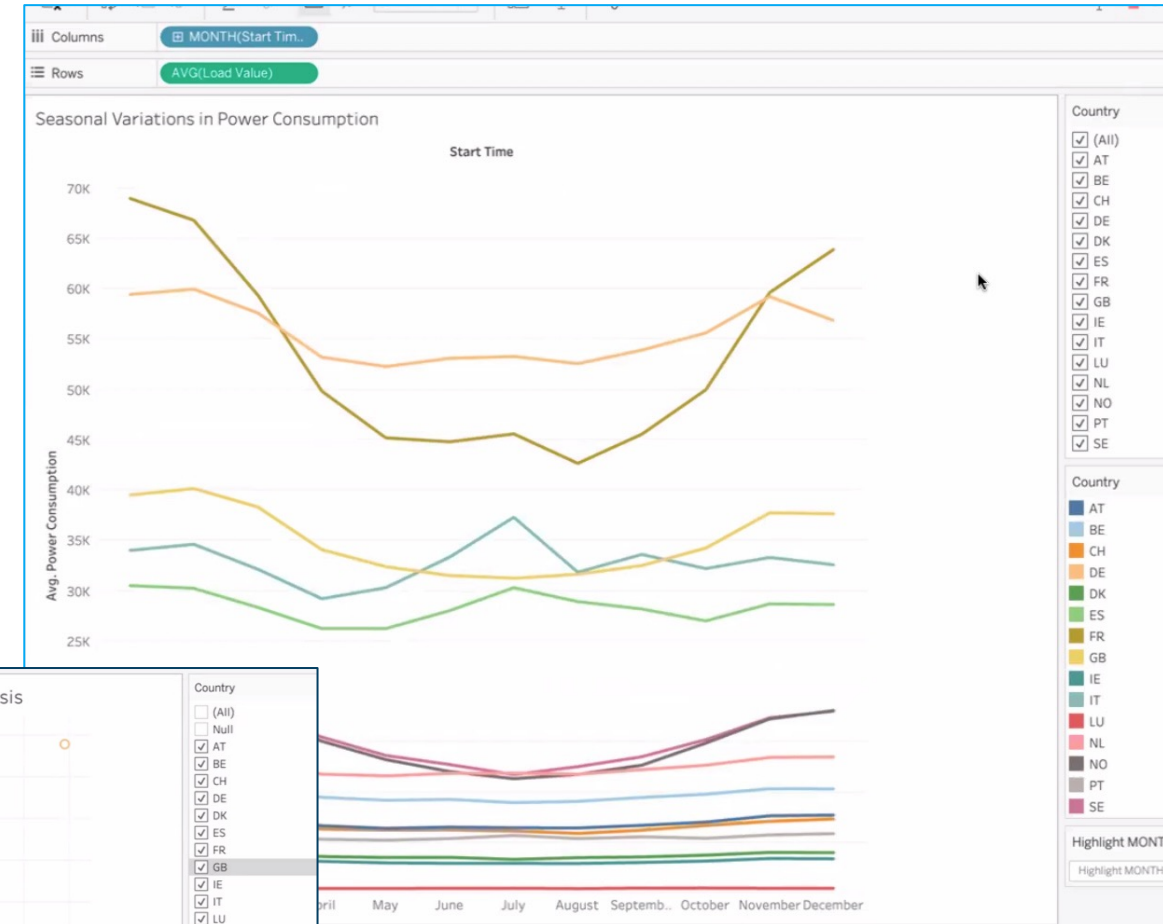 Columns
MONTH(Start Tim..
Rows
AVG(Load Value)
Seasonal Variations in Power Consumption
Start Time
70K
65K
60K
55K
50K
45K
40K
35K
30K
25K
Avg. Power Consumption
May
June
July
August
Septemb..
October
November
December
Country
(All)
AT
BE
CH
DE
DK
ES
FR
GB
IE
IT
LU
NL
NO
PT
SE
Country
AT
BE
CH
DE
DK
ES
FR
GB
IE
IT
LU
NL
NO
PT
SE
Highlight MONT
Highlight MONTH
sis
Country
(All)
Null
AT
BE
CH
DE
DK
ES
FR
GB
IE
IT
LU